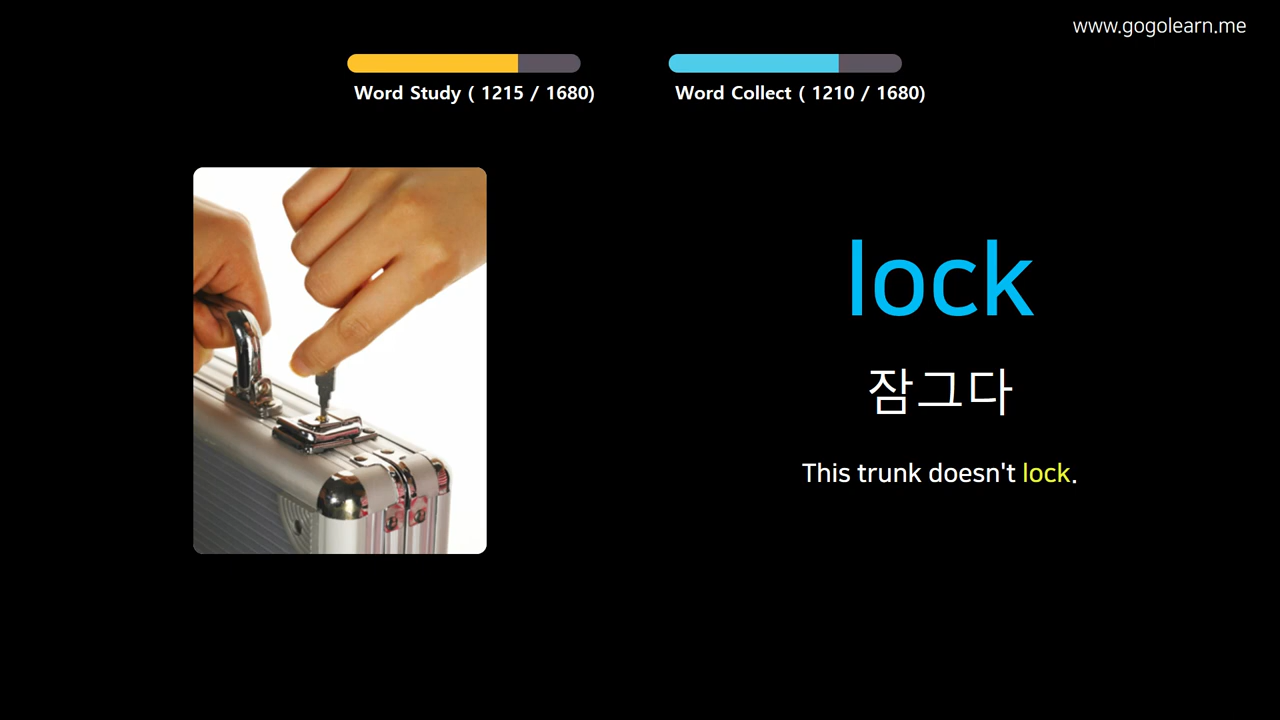 www.gogolearn.me
Word Study ( 1215 / 1680)
Word Collect ( 1210 / 1680)
lock
잠그다
This trunk doesn't lock.